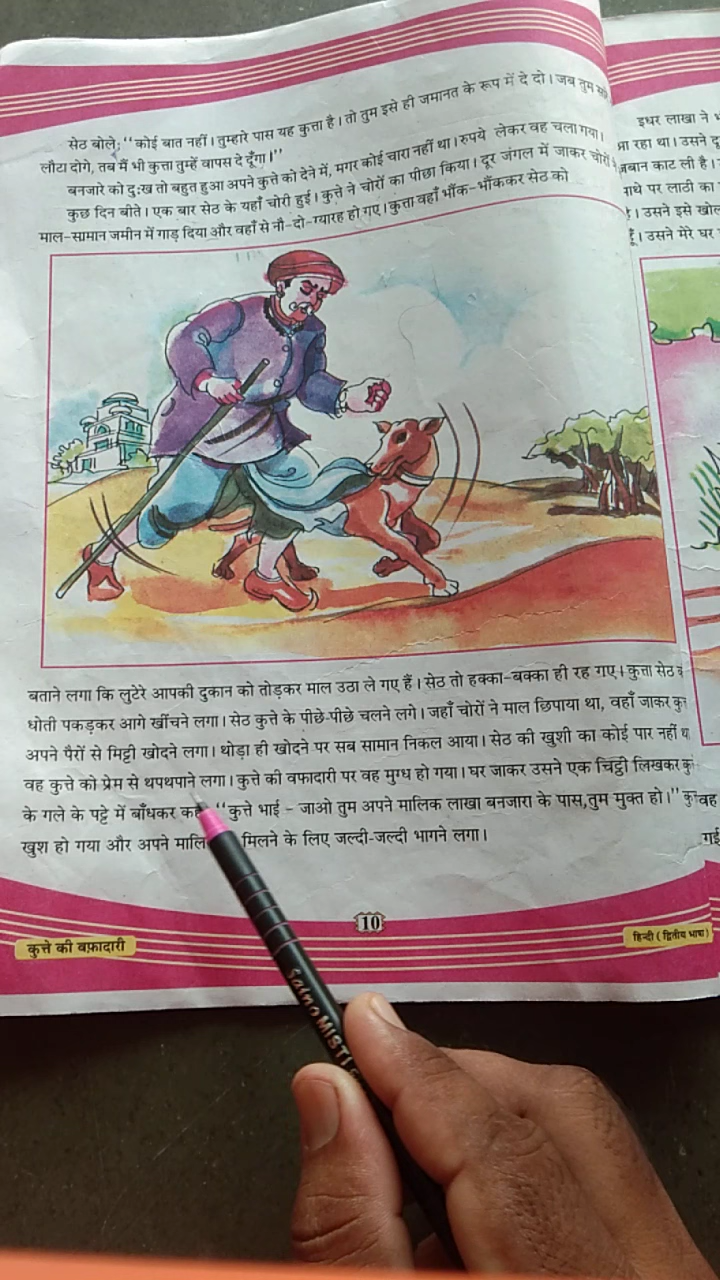 सेठ बोले, "कोई बात नहीं। तुम्हारे पास यह कुत्ता है। तो तुम इसे ही जमानत के रूप में दे दो। जब तुम
लौटा दोगे, तब मैं भी कुत्ता तुम्हें वापस दे दूँगा।"
बनजारे को दुःख तो बहुत हुआ अपने कुत्ते को देने में, मगर कोई चारा नहीं था। रुपये लेकर वह चला गया।
कुछ दिन बीते। एक बार सेठ के यहाँ चोरी हुई। कुत्ते ने चोरों का पीछा किया। दूर जंगल में जाकर चोरों
माल-सामान जमीन में गाड़ दिया और वहाँ से नौ-दो-ग्यारह हो गए। कुत्ता वहाँ भौंक-भौंककर सेठ को
बताने लगा कि लुटेरे आपकी दुकान को तोड़कर माल उठा ले गए हैं। सेठ तो हक्का-बक्का ही रह गए। कुत्ता सेठ
धोती पकड़कर आगे खींचने लगा। सेठ कुत्ते के पीछे-पीछे चलने लगे। जहाँ चोरों ने माल छिपाया था, वहाँ जाकर
अपने पैरों से मिट्टी खोदने लगा। थोड़ा ही खोदने पर सब सामान निकल आया। सेठ की खुशी का कोई पार नहीं
वह कुत्ते को प्रेम से थपथपाने लगा। कुत्ते की वफादारी पर वह मुग्ध हो गया। घर जाकर उसने एक चिट्ठी लिखकर
के गले के पट्टे में बाँधकर "कुत्ते भाई - जाओ तुम अपने मालिक लाखा बनजारा के पास, तुम मुक्त हो।"
खुश हो गया और अपने मिलने के लिए जल्दी-जल्दी भागने लगा।
10
कुत्ते की वफ़ादारी
हिन्दी (द्वितीय भाषा)
इधर लाखा ने
रहा था। उसने
काट ली है।
पर लाठी का
उसने इसे
उसने मेरे घर
वह